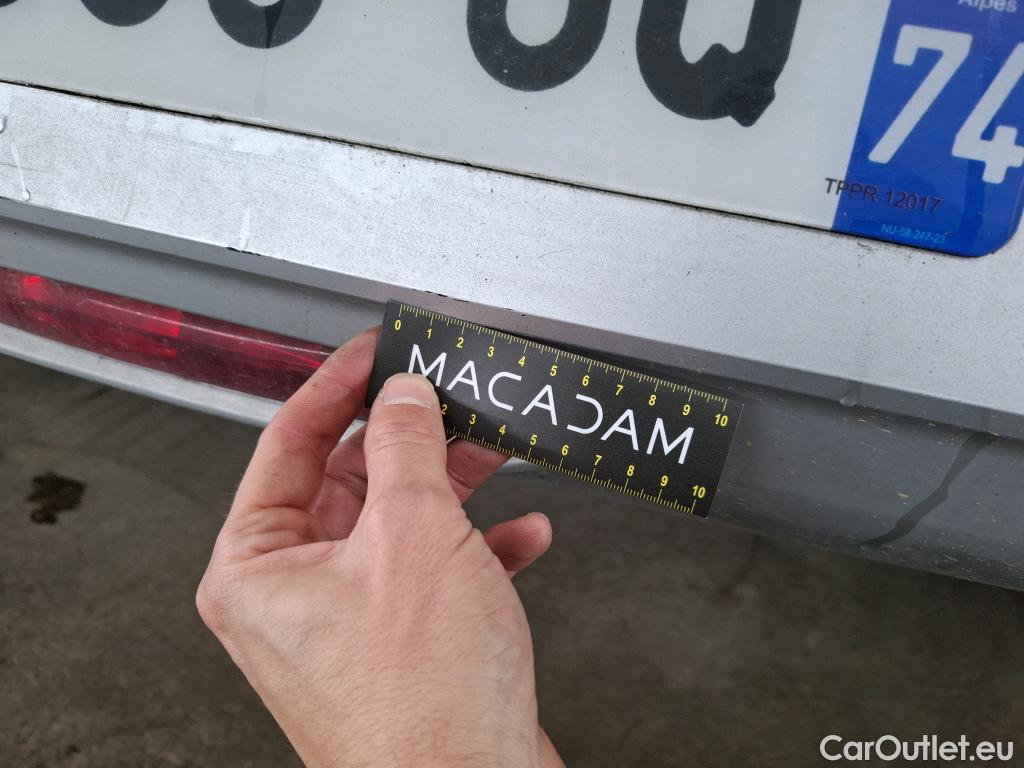 Alpes
74
TPPR 12017
NU-58-247-23
0 1 2 3 4 5 6 7 8 9 10
MACADAM
2 3 4 5 6 7 8 9 10
CarOutlet.eu